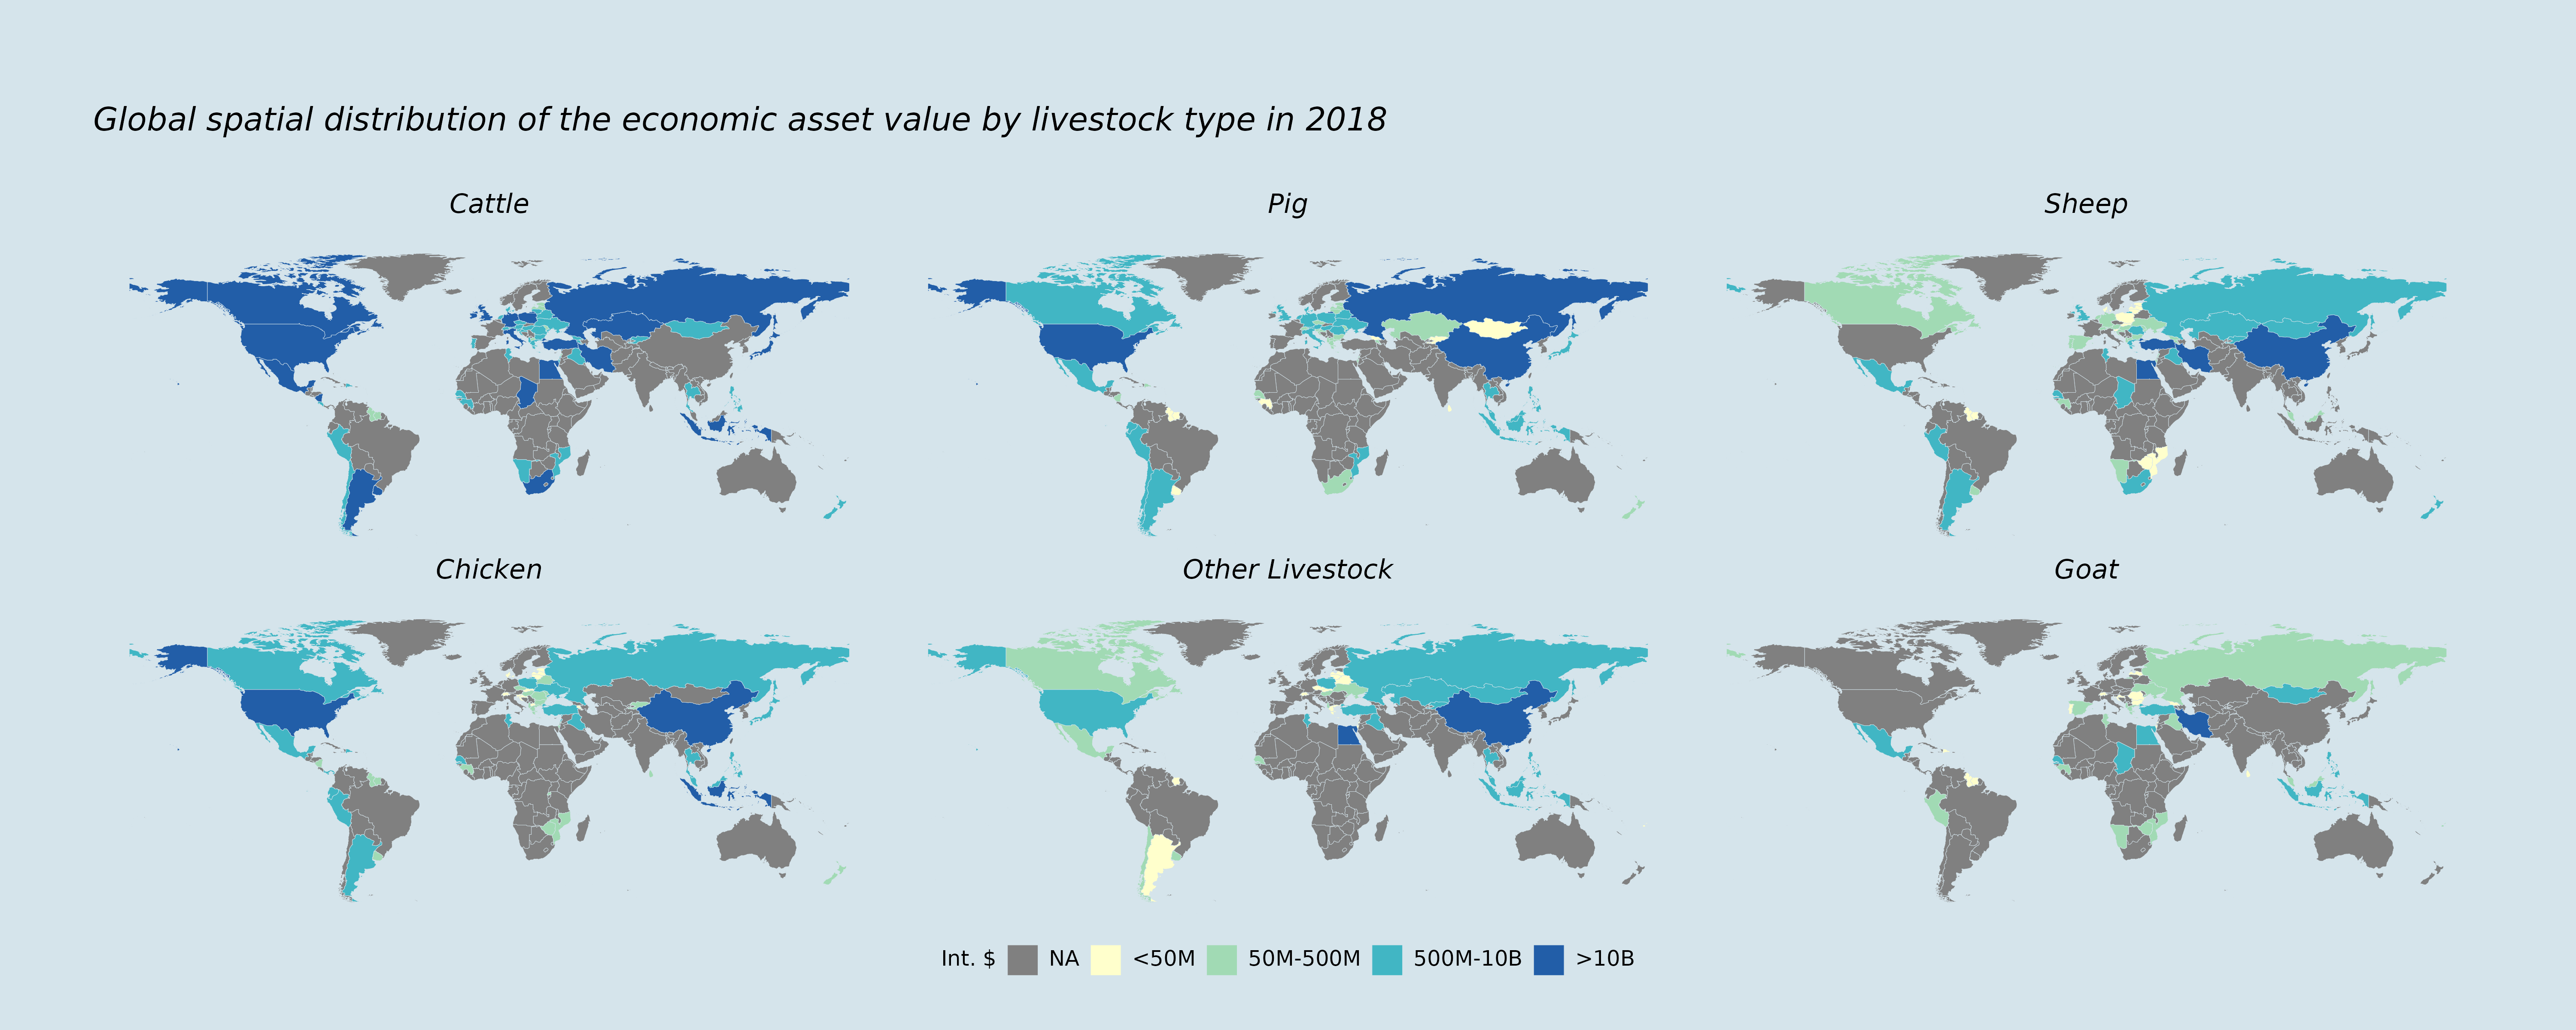 Global spatial distribution of the economic asset value by livestock type in 2018
Cattle
Pig
Sheep
Chicken
Other Livestock
Goat
Int. $ NA <50M 50M-500M 500M-10B >10B